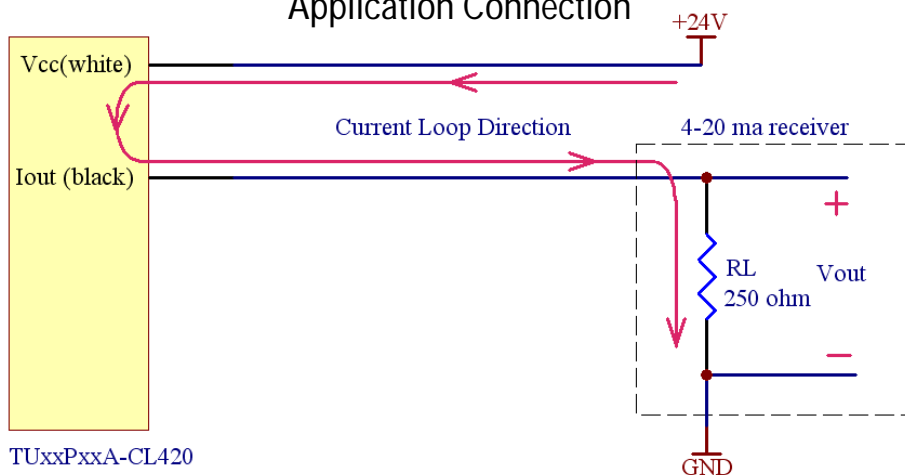 Application Connection
+24V
Vcc(white)
Current Loop Direction
4-20 ma receiver
Iout (black)
+
RL
250 ohm
Vout
−
TUxxPxxA-CL420
GND